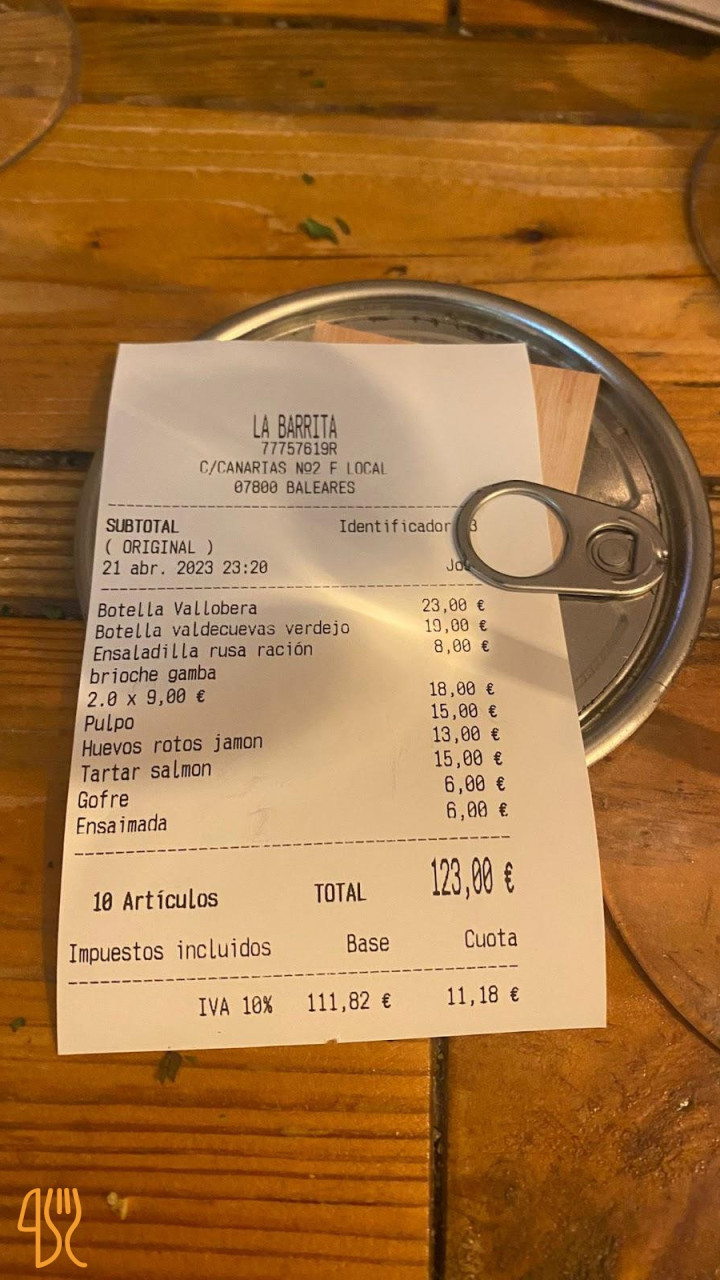 LA BARRITA
77757619R
C/CANARIAS Nº2 F LOCAL
07800 BALEARES
SUBTOTAL Identificador 3
( ORIGINAL )
21 abr. 2023 23:20
Botella Vallobera 23,00 €
Botella valdecuevas verdejo 19,00 €
Ensaladilla rusa ración 8,00 €
brioche gamba
2.0 x 9,00 € 18,00 €
Pulpo 15,00 €
Huevos rotos jamon 13,00 €
Tartar salmon 15,00 €
Gofre 6,00 €
Ensaimada 6,00 €
10 Artículos TOTAL 123,00 €
Impuestos incluidos Base Cuota
IVA 10% 111,82 € 11,18 €